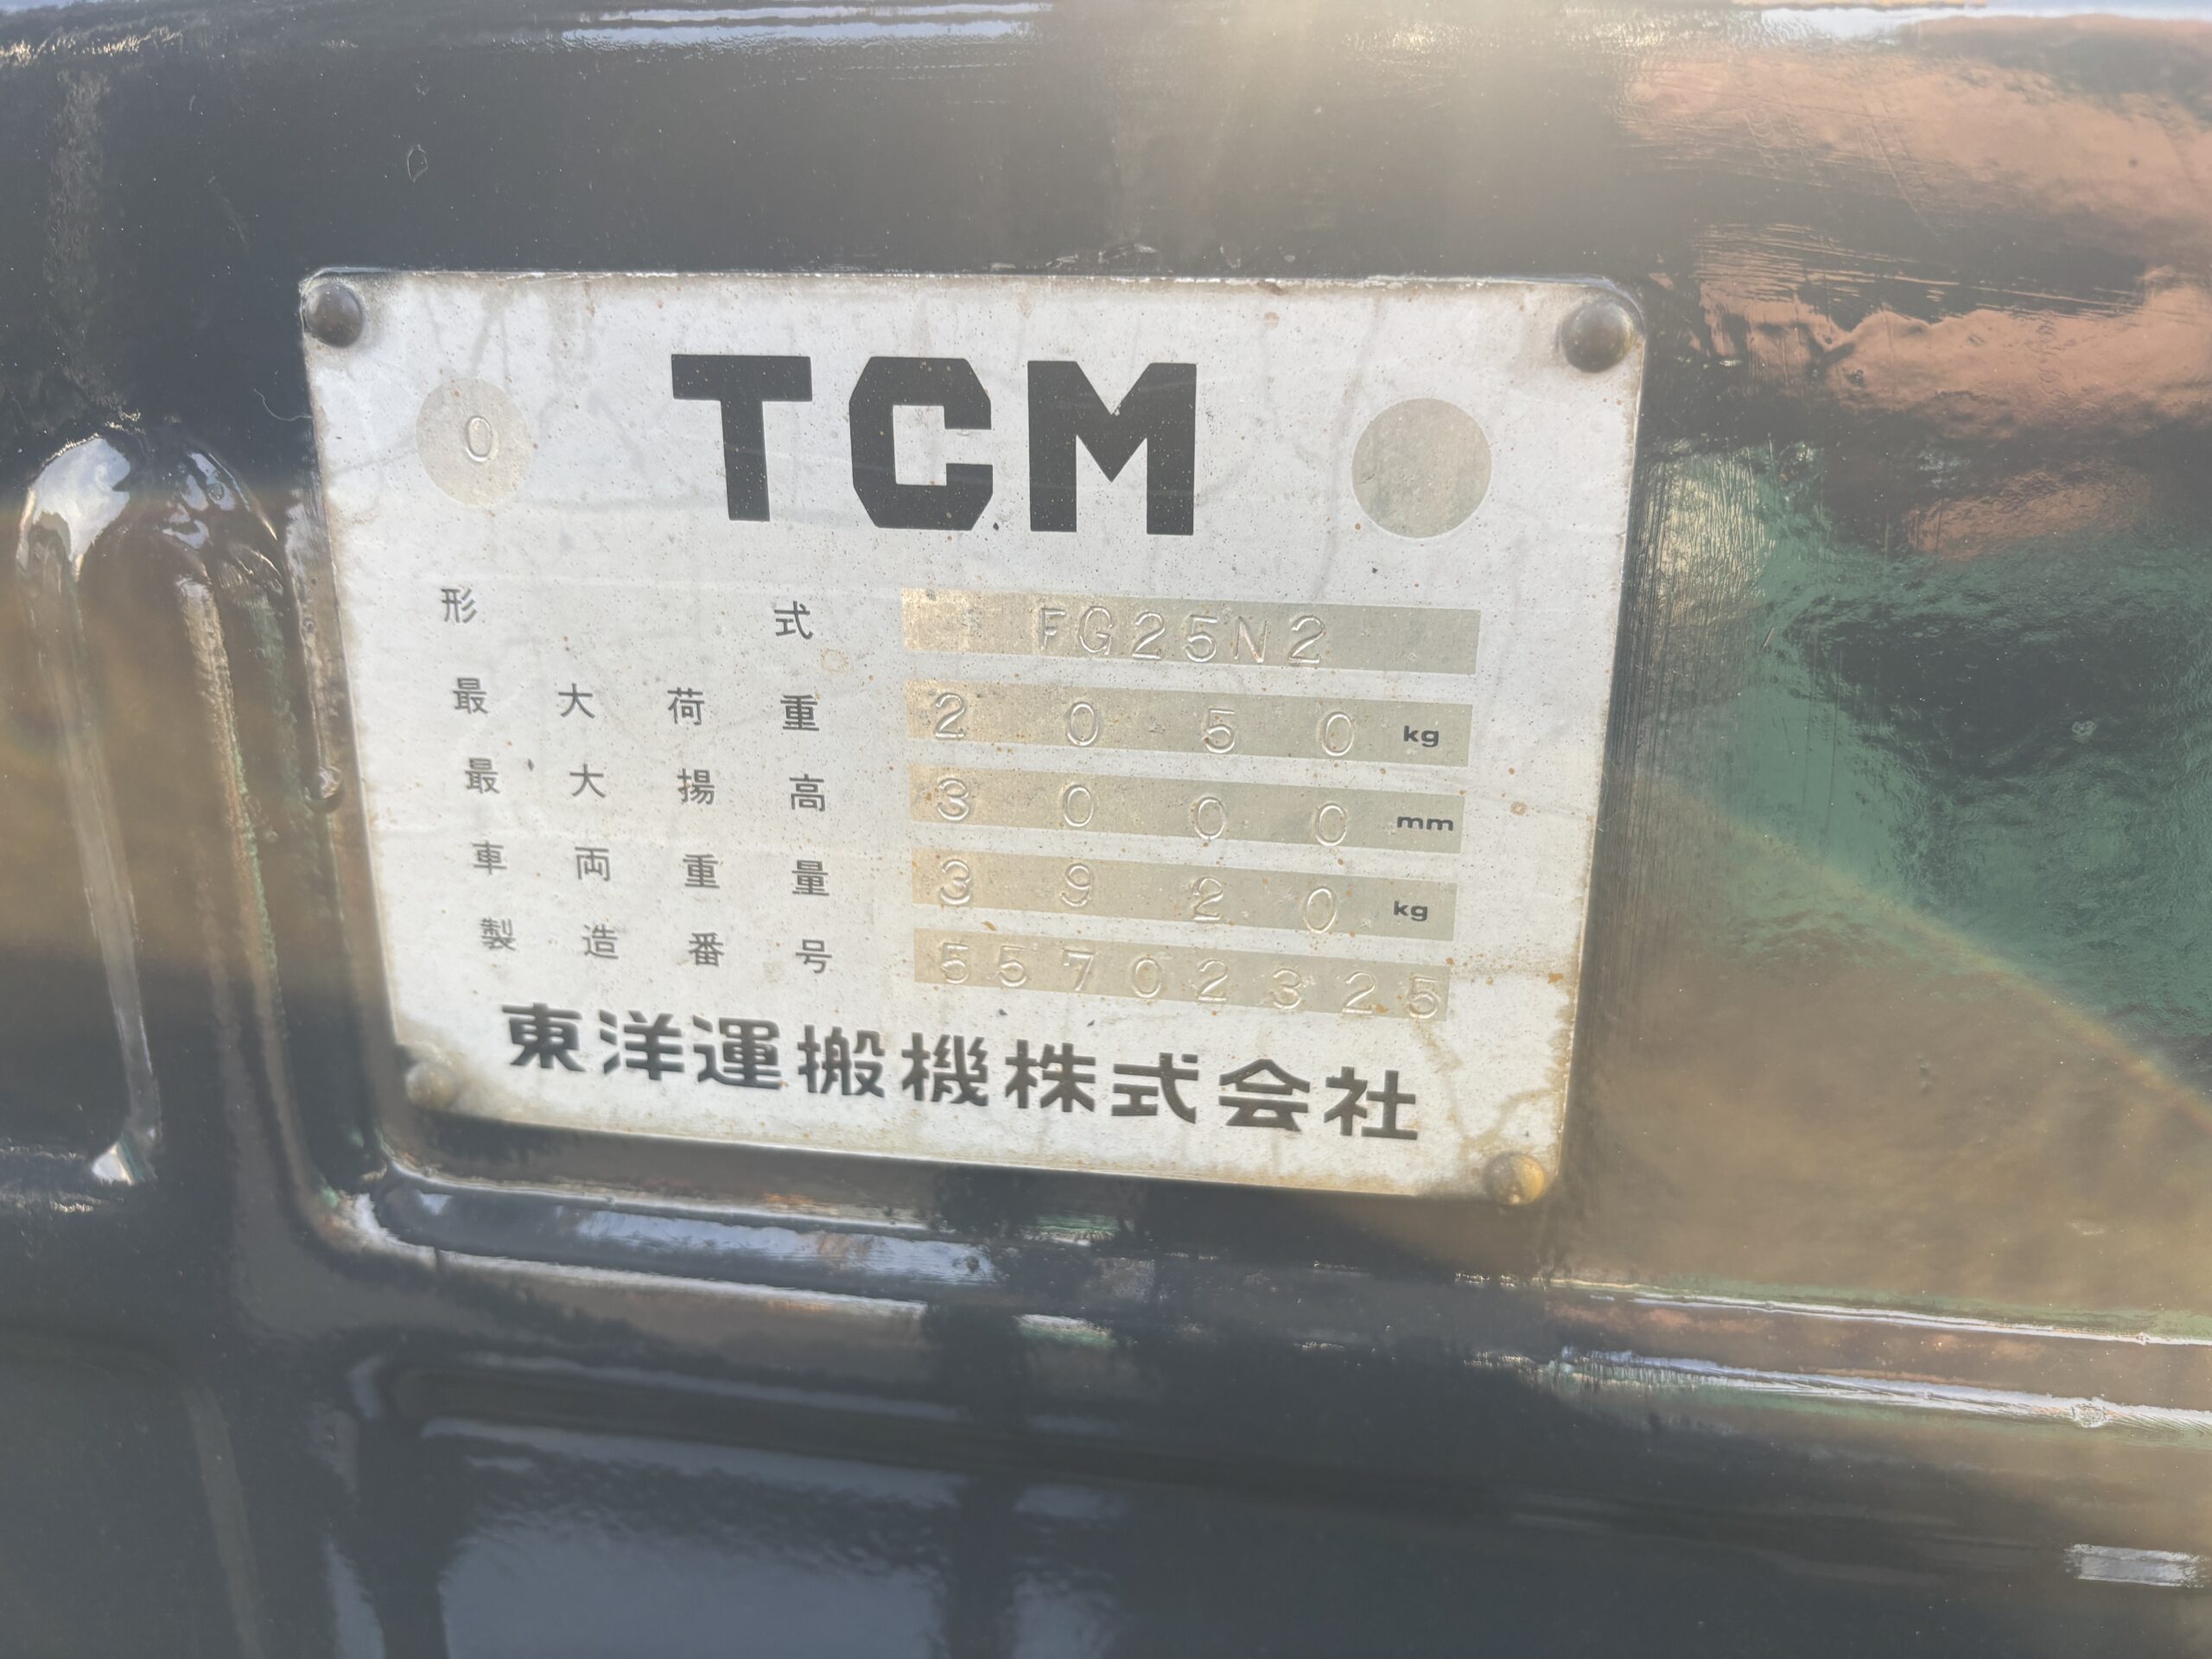 TCM
0
形式 FG25N2
最大荷重 2050 kg
最大揚高 3000 mm
車両重量 3920 kg
製造番号 55702325
東洋運搬機株式会社